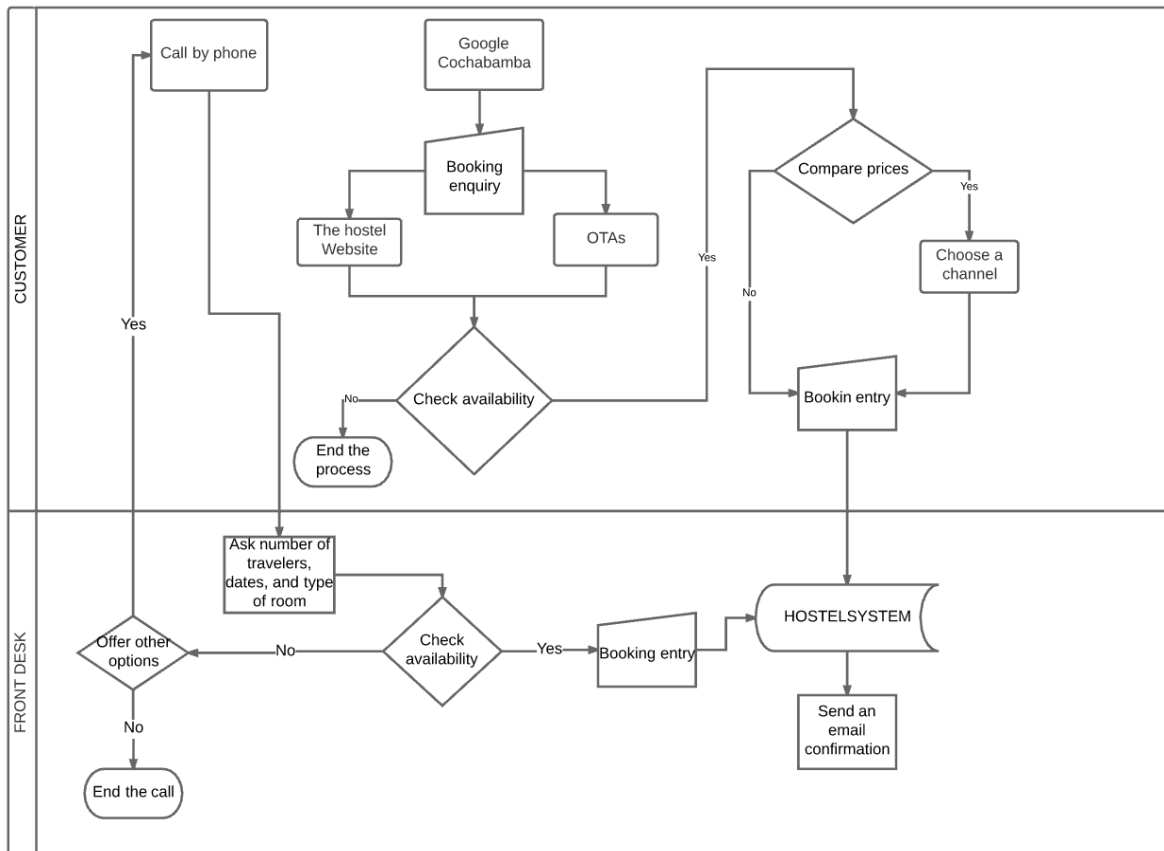 CUSTOMER
Call by phone
Google
Cochabamba
Booking
enquiry
The hostel
Website
OTAs
Compare prices
Yes
Choose a
channel
Yes
No
Yes
Check availability
No
Bookin entry
End the
process
FRONT DESK
Ask number of
travelers,
dates, and type
of room
HOSTELSYSTEM
Offer other
options
No
Check
availability
Yes
Booking entry
Send an
email
confirmation
No
End the call